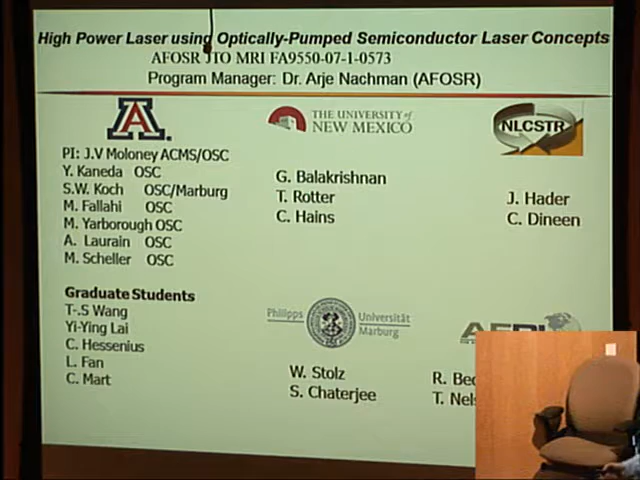 High Power Laser using Optically-Pumped Semiconductor Laser Concepts
AFOSR JTO MRI FA9550-07-1-0573
Program Manager: Dr. Arje Nachman (AFOSR)
A
PI: J.V Moloney ACMS/OSC
Y. Kaneda OSC
S.W. Koch OSC/Marburg
M. Fallahi OSC
M. Yarborough OSC
A. Laurain OSC
M. Scheller OSC
Graduate Students
T-.S Wang
Yi-Ying Lai
C. Hessenius
L. Fan
C. Mart
THE UNIVERSITY of
NEW MEXICO
G. Balakrishnan
T. Rotter
C. Hains
NLCSTR
J. Hader
C. Dineen
Philipps Universität
Marburg
W. Stolz
S. Chaterjee
R.
T.